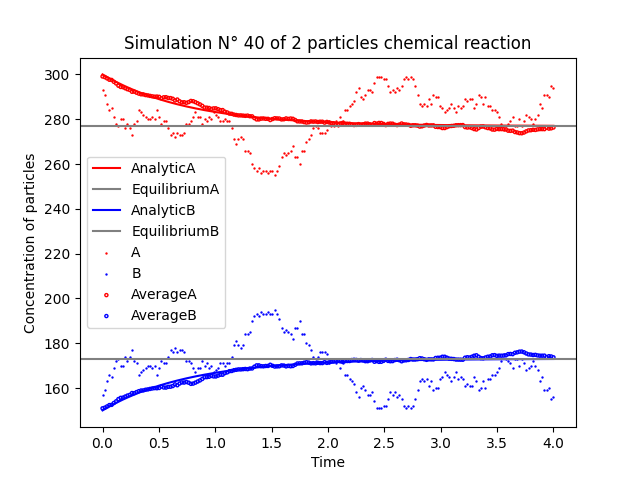 Simulation N° 40 of 2 particles chemical reaction
Concentration of particles
300
280
260
240
220
200
180
160
AnalyticA
EquilibriumA
AnalyticB
EquilibriumB
A
B
AverageA
AverageB
0.0 0.5 1.0 1.5 2.0 2.5 3.0 3.5 4.0
Time